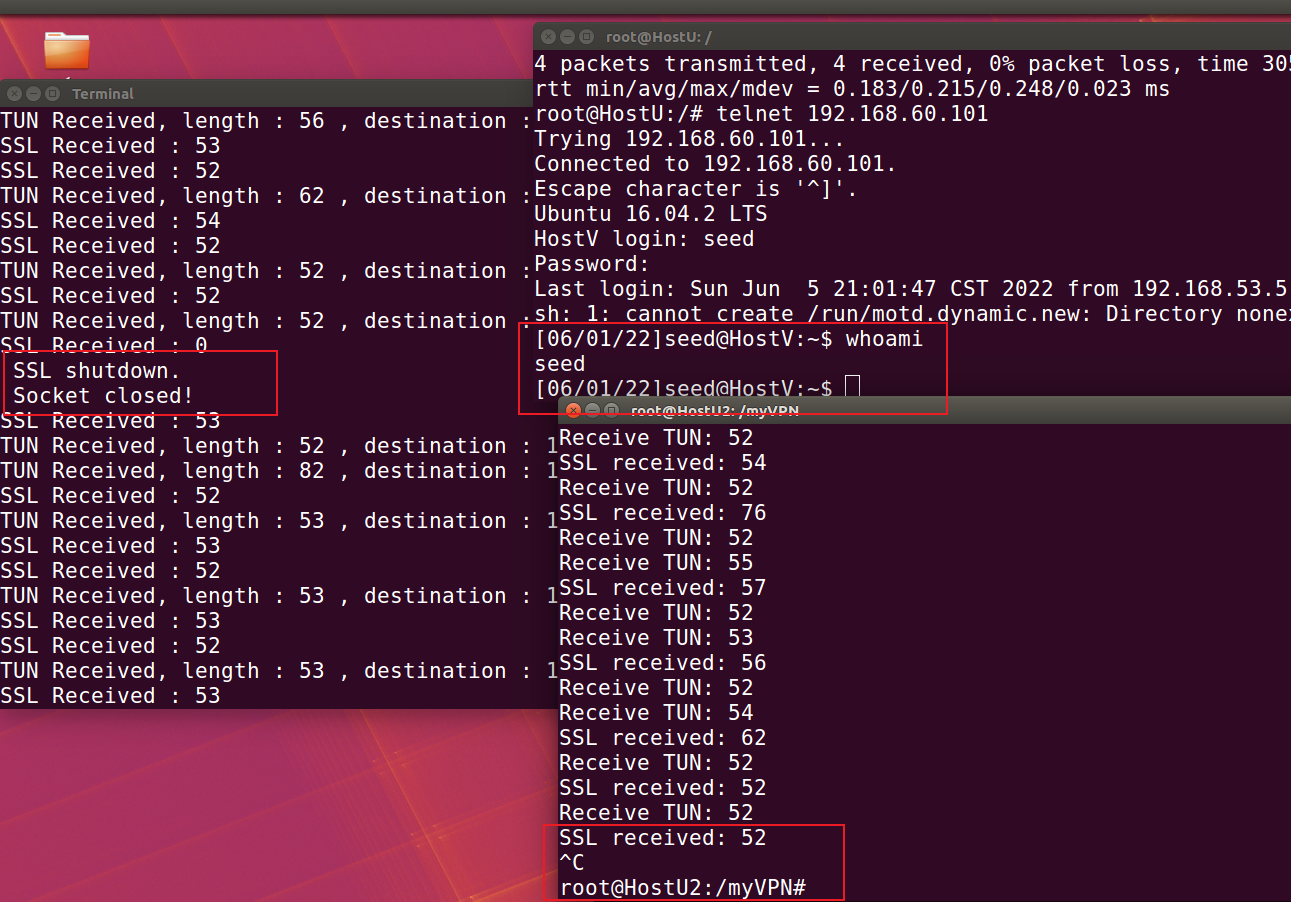 Terminal
TUN Received, length : 56 , destination :
SSL Received : 53
SSL Received : 52
TUN Received, length : 62 , destination :
SSL Received : 54
SSL Received : 52
TUN Received, length : 52 , destination :
SSL Received : 52
TUN Received, length : 52 , destination :
SSL Received : 0
SSL shutdown.
Socket closed!
SSL Received : 53
TUN Received, length : 52 , destination : 1
TUN Received, length : 82 , destination : 1
SSL Received : 52
TUN Received, length : 53 , destination : 1
SSL Received : 53
SSL Received : 52
TUN Received, length : 53 , destination : 1
SSL Received : 53
SSL Received : 52
TUN Received, length : 53 , destination : 1
SSL Received : 53
root@HostU: /
4 packets transmitted, 4 received, 0% packet loss, time 305
rtt min/avg/max/mdev = 0.183/0.215/0.248/0.023 ms
root@HostU:/# telnet 192.168.60.101
Trying 192.168.60.101...
Connected to 192.168.60.101.
Escape character is '^]'.
Ubuntu 16.04.2 LTS
HostV login: seed
Password:
Last login: Sun Jun  5 21:01:47 CST 2022 from 192.168.53.5
sh: 1: cannot create /run/motd.dynamic.new: Directory nonex
[06/01/22]seed@HostV:~$ whoami
seed
[06/01/22]seed@HostV:~$
root@HostU2: /myVPN
Receive TUN: 52
SSL received: 54
Receive TUN: 52
SSL received: 76
Receive TUN: 52
Receive TUN: 55
SSL received: 57
Receive TUN: 52
Receive TUN: 53
SSL received: 56
Receive TUN: 52
Receive TUN: 54
SSL received: 62
Receive TUN: 52
SSL received: 52
Receive TUN: 52
SSL received: 52
^C
root@HostU2:/myVPN#